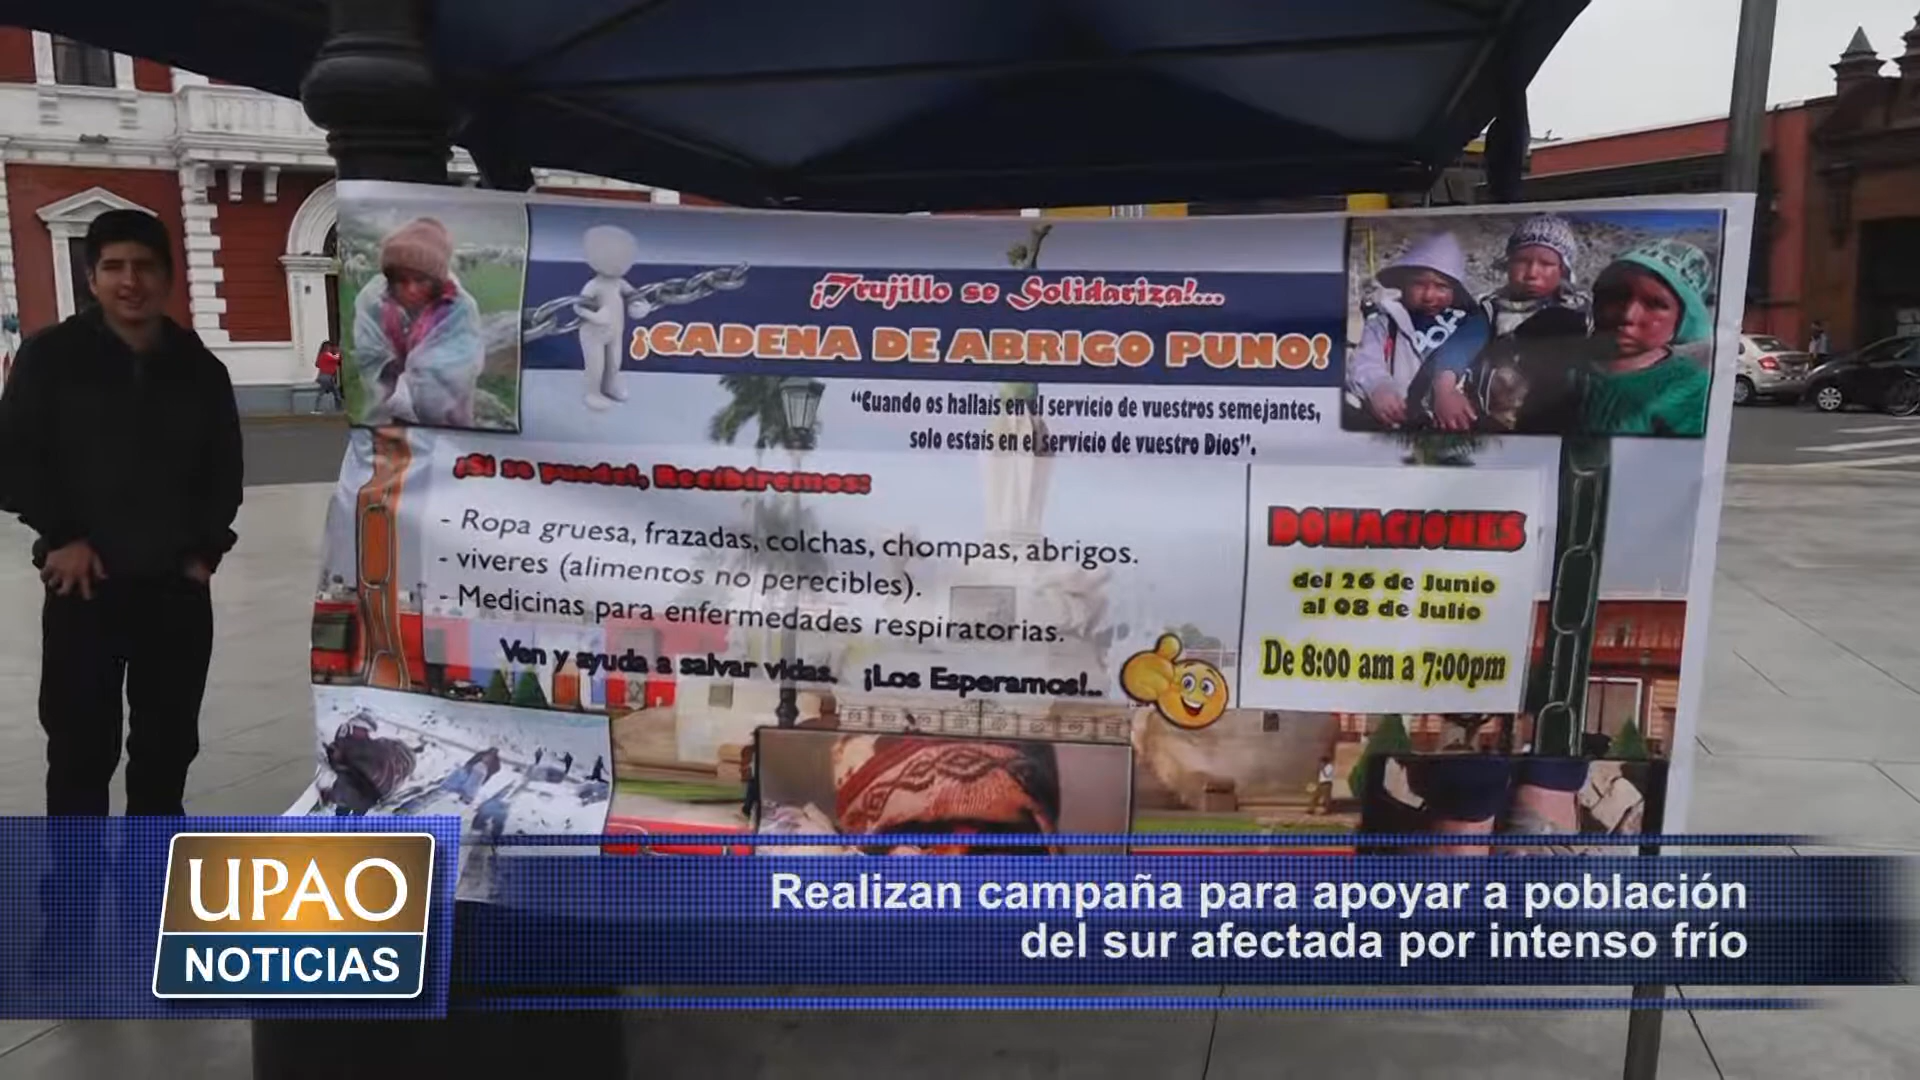 ¡Trujillo se Solidariza!...
¡CADENA DE ABRIGO PUNO!
“Cuando os hallais en el servicio de vuestros semejantes,
solo estais en el servicio de vuestro Dios”.
¡Si se puede!, Recibiremos:
- Ropa gruesa, frazadas, colchas, chompas, abrigos.
- viveres (alimentos no perecibles).
- Medicinas para enfermedades respiratorias.
Ven y ayuda a salvar vidas. ¡Los Esperamos!..
DONACIONES
del 26 de Junio
al 08 de Julio
De 8:00 am a 7:00pm
UPAO
NOTICIAS
Realizan campaña para apoyar a población
del sur afectada por intenso frío